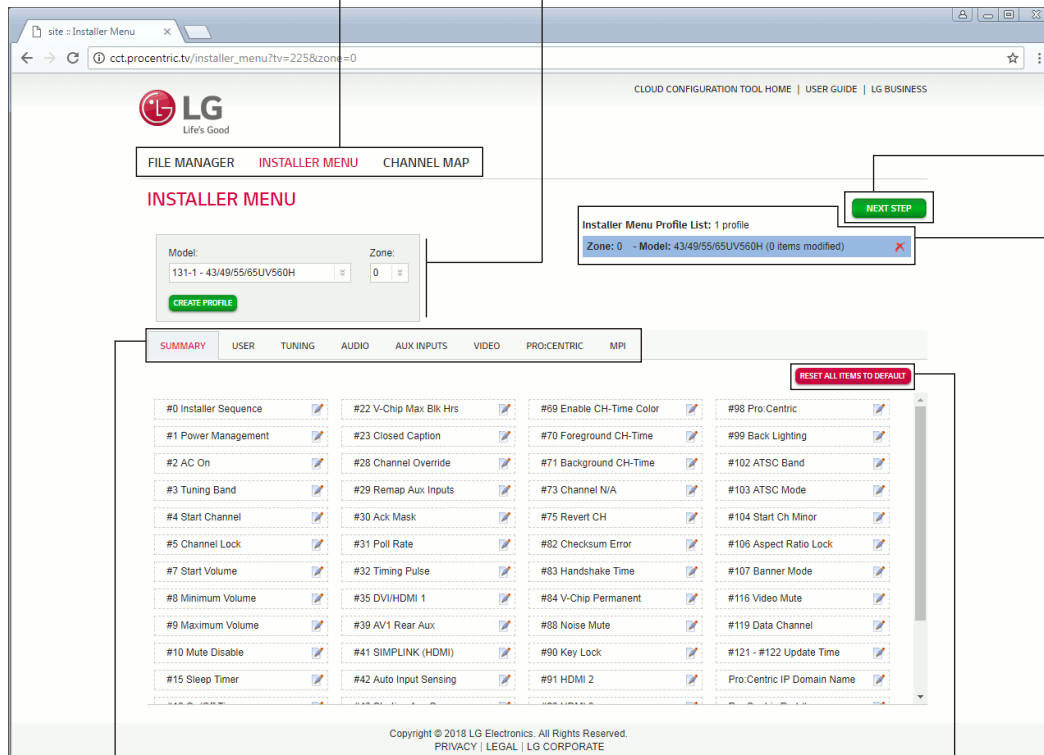 site :: Installer Menu
cct.procentric.tv/installer_menu?tv=225&zone=0
CLOUD CONFIGURATION TOOL HOME | USER GUIDE | LG BUSINESS
LG
Life's Good
FILE MANAGER INSTALLER MENU CHANNEL MAP
INSTALLER MENU
NEXT STEP
Installer Menu Profile List: 1 profile
Zone: 0 - Model: 43/49/55/65UV560H (0 items modified)
Model: Zone:
131-1 - 43/49/55/65UV560H 0
CREATE PROFILE
SUMMARY USER TUNING AUDIO AUX INPUTS VIDEO PRO:CENTRIC MPI
RESET ALL ITEMS TO DEFAULT
#0 Installer Sequence #22 V-Chip Max Blk Hrs #69 Enable CH-Time Color #98 Pro:Centric
#1 Power Management #23 Closed Caption #70 Foreground CH-Time #99 Back Lighting
#2 AC On #28 Channel Override #71 Background CH-Time #102 ATSC Band
#3 Tuning Band #29 Remap Aux Inputs #73 Channel N/A #103 ATSC Mode
#4 Start Channel #30 Ack Mask #75 Revert CH #104 Start Ch Minor
#5 Channel Lock #31 Poll Rate #82 Checksum Error #106 Aspect Ratio Lock
#7 Start Volume #32 Timing Pulse #83 Handshake Time #107 Banner Mode
#8 Minimum Volume #35 DVI/HDMI 1 #84 V-Chip Permanent #116 Video Mute
#9 Maximum Volume #39 AV1 Rear Aux #88 Noise Mute #119 Data Channel
#10 Mute Disable #41 SIMPLINK (HDMI) #90 Key Lock #121 - #122 Update Time
#15 Sleep Timer #42 Auto Input Sensing #91 HDMI 2 Pro:Centric IP Domain Name
Copyright © 2018 LG Electronics. All Rights Reserved.
PRIVACY | LEGAL | LG CORPORATE